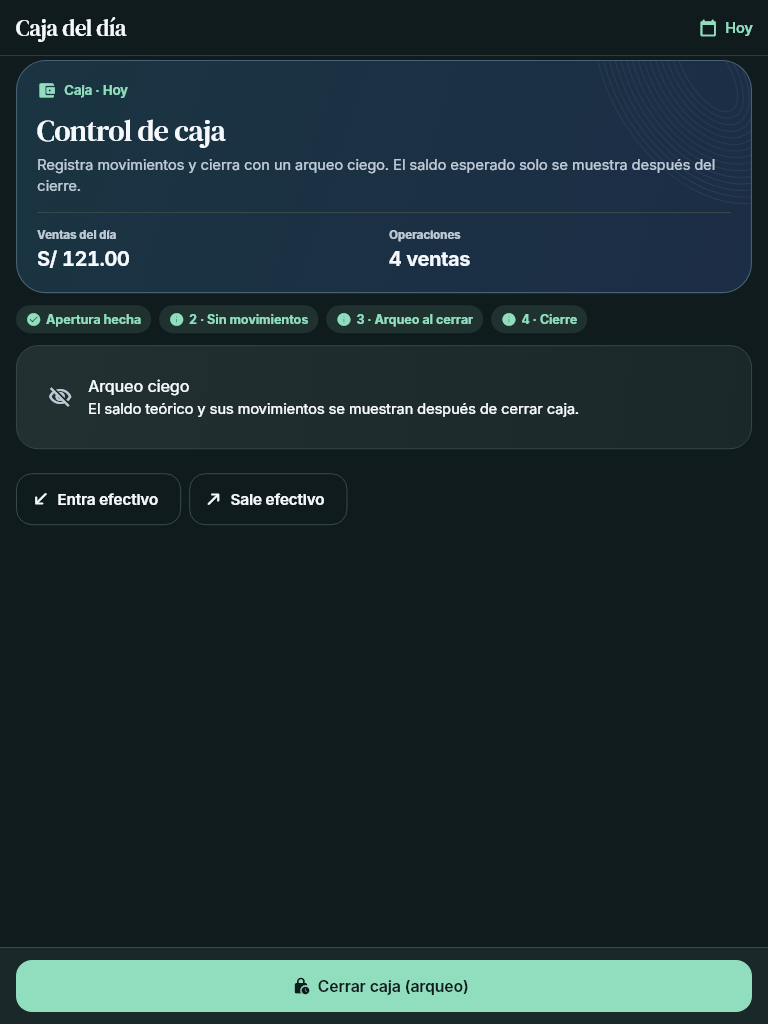 Caja del día
Hoy
Caja · Hoy
Control de caja
Registra movimientos y cierra con un arqueo ciego. El saldo esperado solo se muestra después del
cierre.
Ventas del día
Operaciones
S/ 121.00
4 ventas
Apertura hecha
2 · Sin movimientos
3 · Arqueo al cerrar
4 · Cierre
Arqueo ciego
El saldo teórico y sus movimientos se muestran después de cerrar caja.
Entra efectivo
Sale efectivo
Cerrar caja (arqueo)